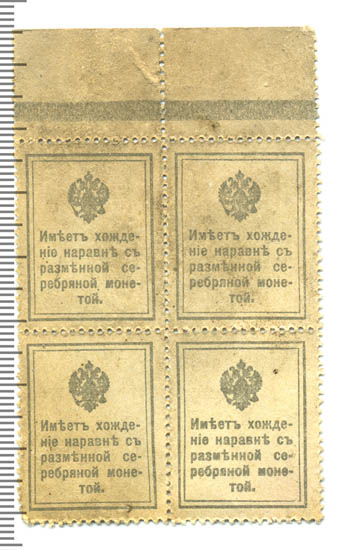 Имѣетъ хожде-
ніе наравнѣ съ
размѣнной се-
ребряной моне-
той.
Имѣетъ хожде-
ніе наравнѣ съ
размѣнной се-
ребряной моне-
той.
Имѣетъ хожде-
ніе наравнѣ съ
размѣнной се-
ребряной моне-
той.
Имѣетъ хожде-
ніе наравнѣ съ
размѣнной се-
ребряной моне-
той.